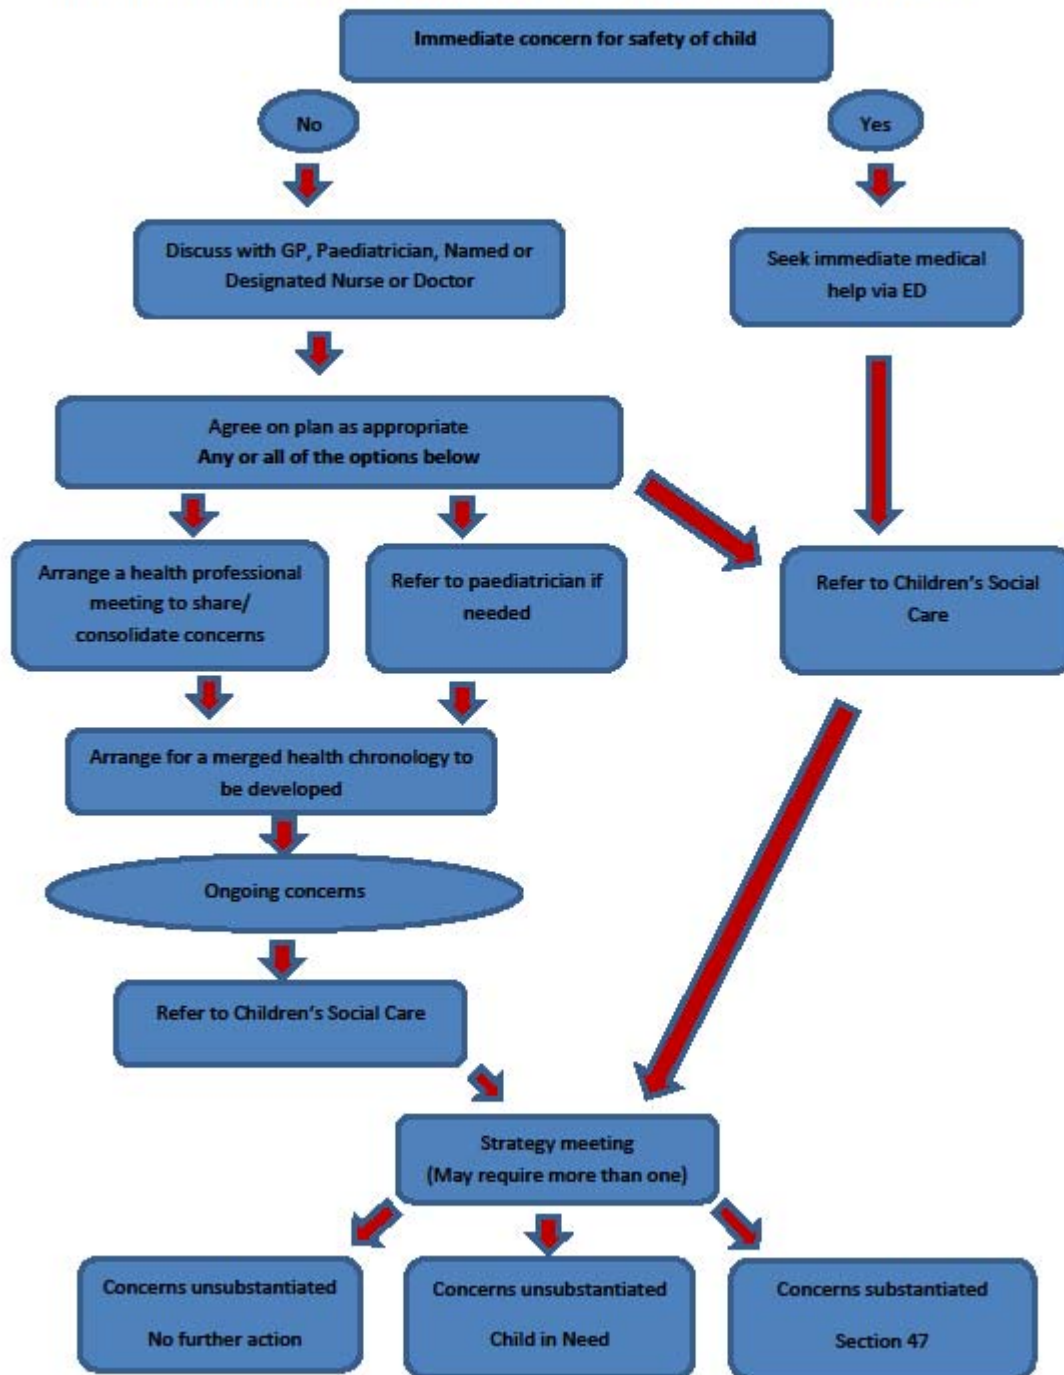 Immediate concern for safety of child
No
Yes
Discuss with GP, Paediatrician, Named or
Designated Nurse or Doctor
Seek immediate medical
help via ED
Agree on plan as appropriate
Any or all of the options below
Arrange a health professional
meeting to share/
consolidate concerns
Refer to paediatrician if
needed
Refer to Children's Social
Care
Arrange for a merged health chronology to
be developed
Ongoing concerns
Refer to Children's Social Care
Strategy meeting
(May require more than one)
Concerns unsubstantiated
No further action
Concerns unsubstantiated
Child in Need
Concerns substantiated
Section 47